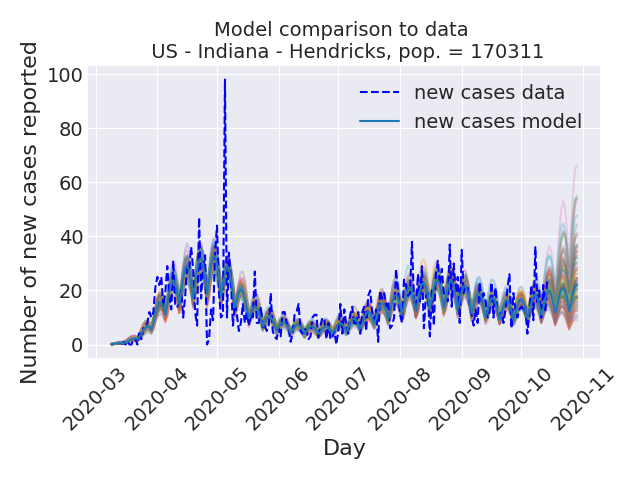 Model comparison to data
US - Indiana - Hendricks, pop. = 170311
Number of new cases reported
100
80
60
40
20
0
new cases data
new cases model
2020-03
2020-04
2020-05
2020-06
2020-07
2020-08
2020-09
2020-10
2020-11
Day